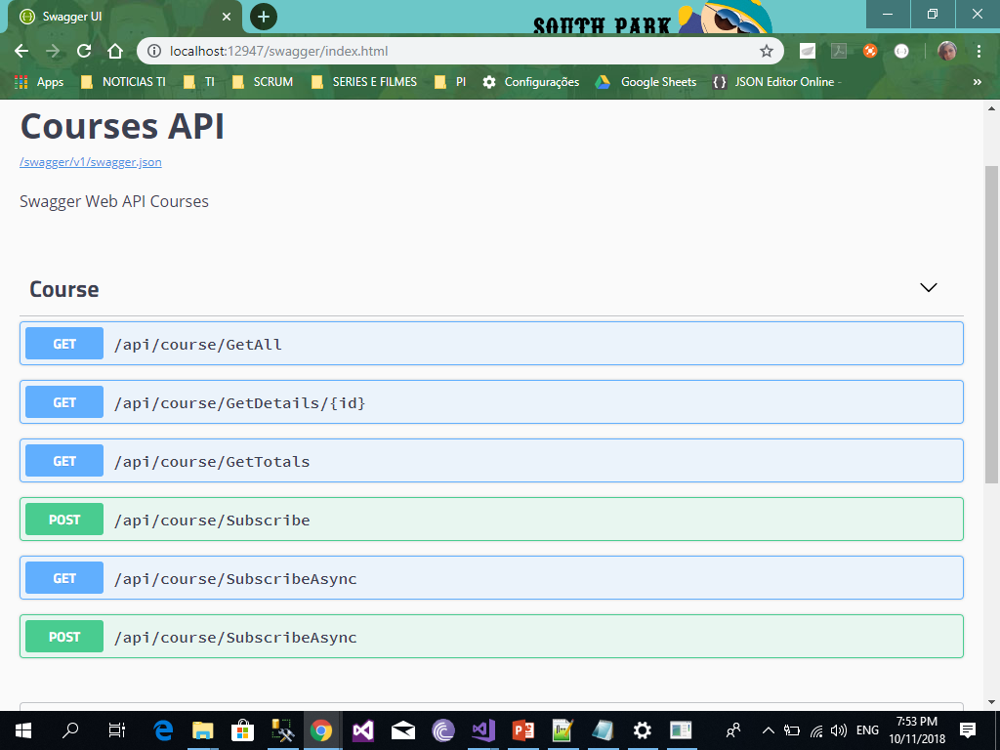 Swagger UI
SOUTH PARK
localhost:12947/swagger/index.html
Apps NOTICIAS TI TI SCRUM SERIES E FILMES PI Configurações Google Sheets JSON Editor Online - »
Courses API
/swagger/v1/swagger.json
Swagger Web API Courses
Course
GET /api/course/GetAll
GET /api/course/GetDetails/{id}
GET /api/course/GetTotals
POST /api/course/Subscribe
GET /api/course/SubscribeAsync
POST /api/course/SubscribeAsync
ENG
7:53 PM
10/11/2018